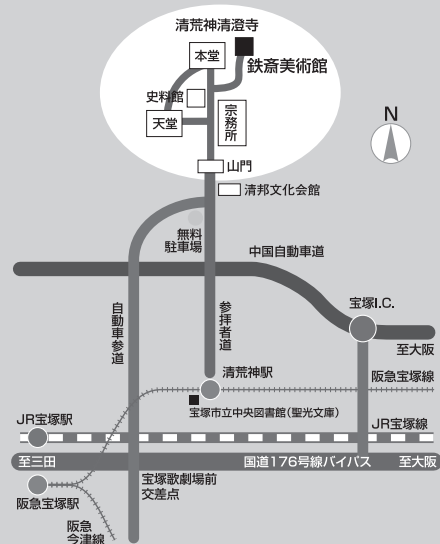 清荒神清澄寺
本堂
鉄斎美術館
史料館
天堂
宗務所
N
山門
清邦文化会館
無料
駐車場
中国自動車道
自動車参道
参拝者道
宝塚I.C.
至大阪
清荒神駅
阪急宝塚線
宝塚市立中央図書館(聖光文庫)
JR宝塚駅
JR宝塚線
至三田
国道176号線バイパス
至大阪
阪急宝塚駅
宝塚歌劇場前
交差点
阪急
今津線